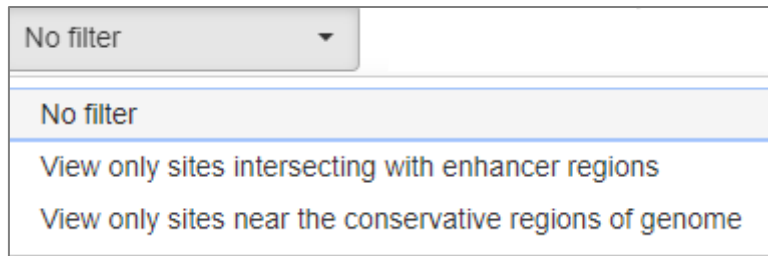 No filter
No filter
View only sites intersecting with enhancer regions
View only sites near the conservative regions of genome